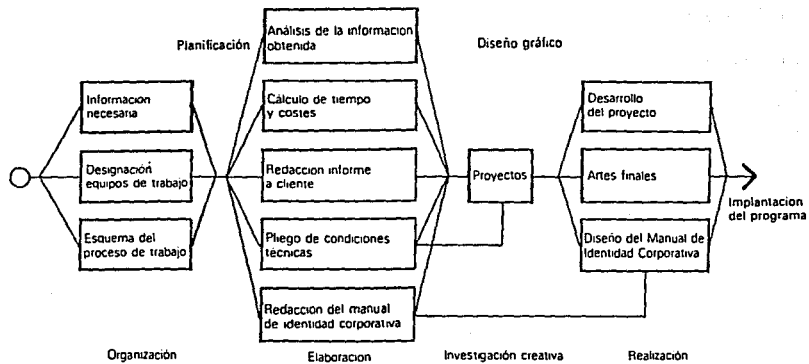 Planificación
Diseño gráfico
Información
necesaria
Designación
equipos de trabajo
Esquema del
proceso de trabajo
Análisis de la informacion
obtenida
Cálculo de tiempo
y costes
Redaccion informe
a cliente
Pliego de condiciones
técnicas
Redaccion del manual
de identidad corporativa
Proyectos
Desarrollo
del proyecto
Artes finales
Diseño del Manual de
Identidad Corporativa
Implantacion
del programa
Organización
Elaboracion
Investigación creativa
Realización